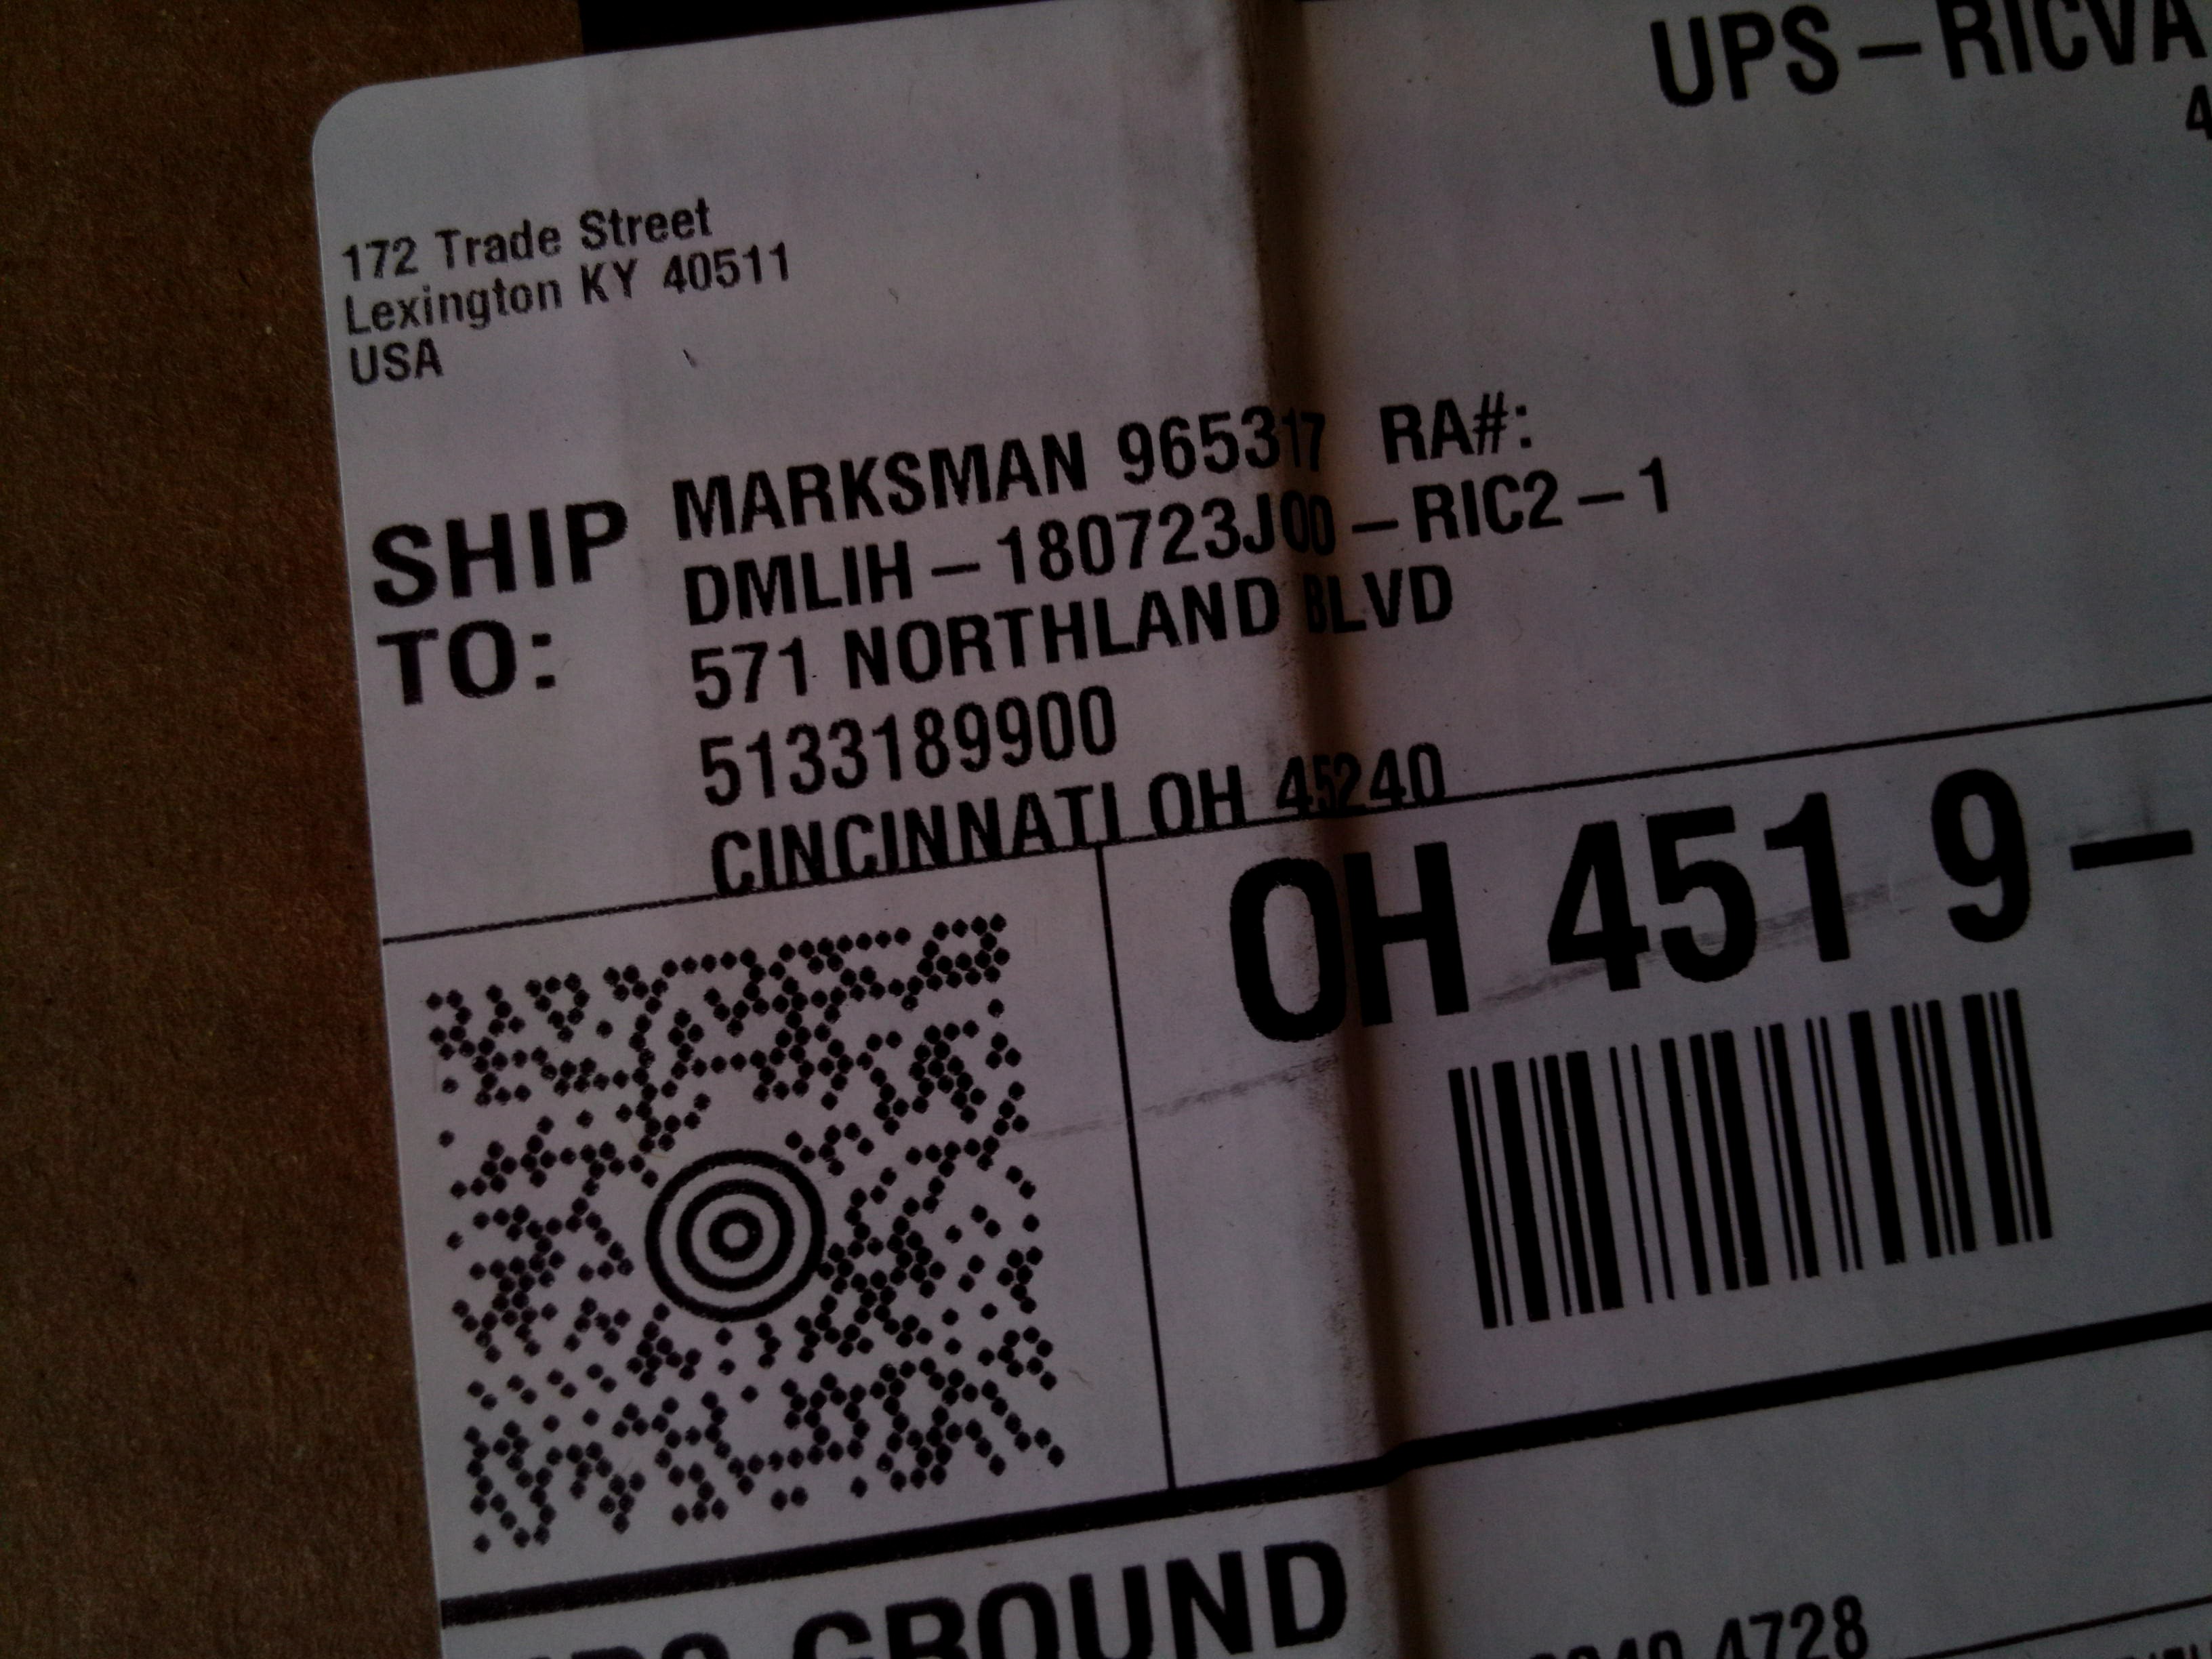 UPS – RICVA
4
172 Trade Street
Lexington KY 40511
USA
SHIP TO:
MARKSMAN 965317 RA#:
DMLIH – 180723J00 – RIC2 – 1
571 NORTHLAND BLVD
5133189900
CINCINNATI OH 45240
OH 451 9 –
GROUND
4728